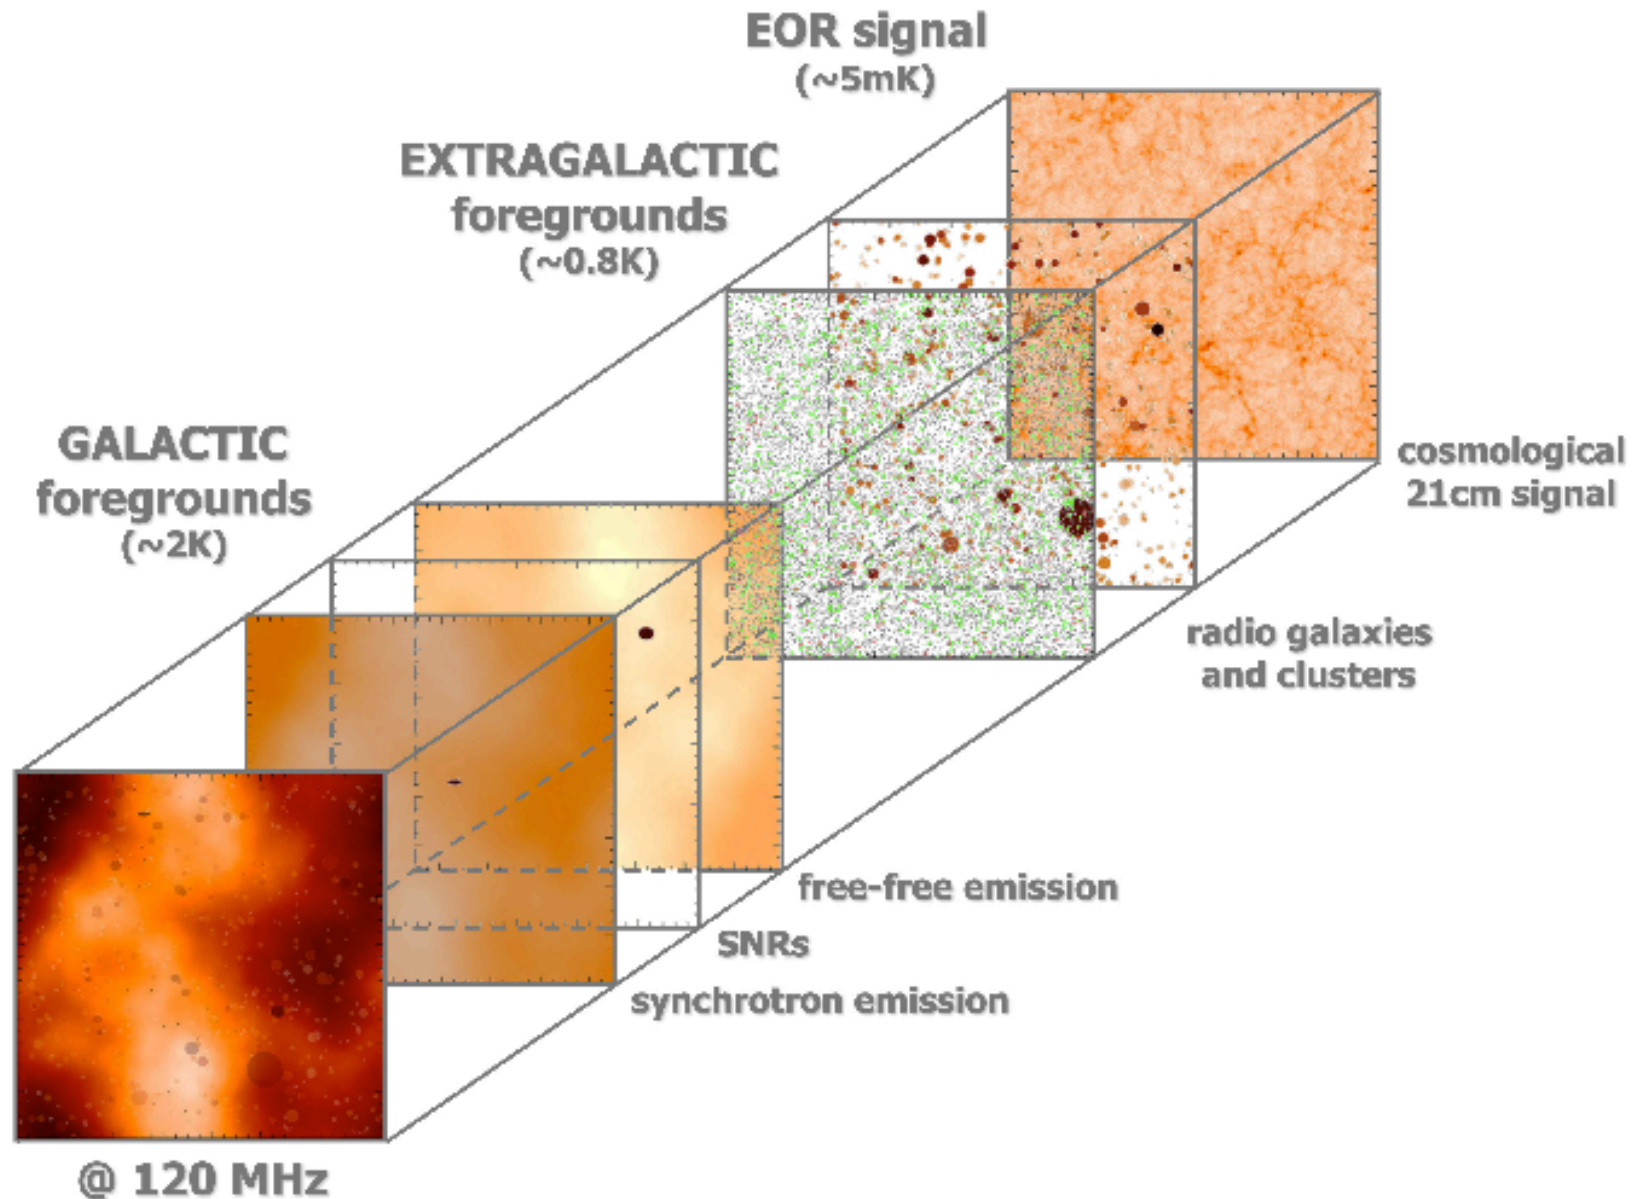 EOR signal
(~5mK)
EXTRAGALACTIC
foregrounds
(~0.8K)
GALACTIC
foregrounds
(~2K)
cosmological
21cm signal
radio galaxies
and clusters
free-free emission
SNRs
synchrotron emission
@ 120 MHz